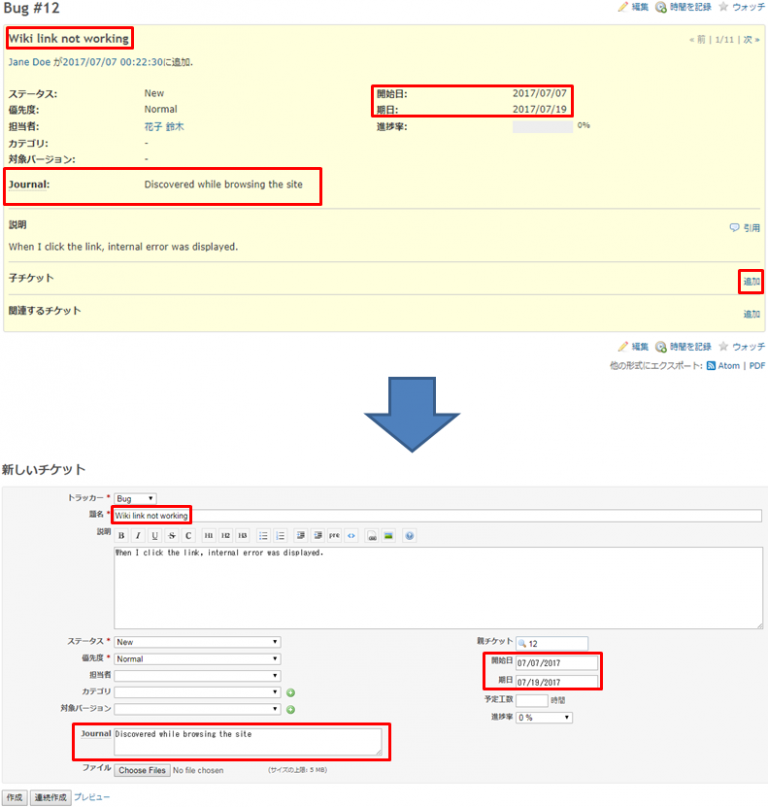 Bug #12
編集 時間を記録 ウォッチ
Wiki link not working
« 前 | 1/11 | 次 »
Jane Doe が2017/07/07 00:22:30に追加.
ステータス: New 開始日: 2017/07/07
優先度: Normal 期日: 2017/07/19
担当者: 花子 鈴木 進捗率: 0%
カテゴリ: -
対象バージョン: -
Journal: Discovered while browsing the site
説明 引用
When I click the link, internal error was displayed.
子チケット 追加
関連するチケット 追加
編集 時間を記録 ウォッチ
他の形式にエクスポート: Atom | PDF
新しいチケット
トラッカー * Bug
題名 * Wiki link not working
説明 B I U S C H1 H2 H3 pre <>
When I click the link, internal error was displayed.
ステータス * New 親チケット 12
優先度 * Normal 開始日 07/07/2017
担当者 期日 07/19/2017
カテゴリ 予定工数 時間
対象バージョン 進捗率 0 %
Journal Discovered while browsing the site
ファイル Choose Files No file chosen (サイズの上限: 5 MB)
作成 連続作成 プレビュー